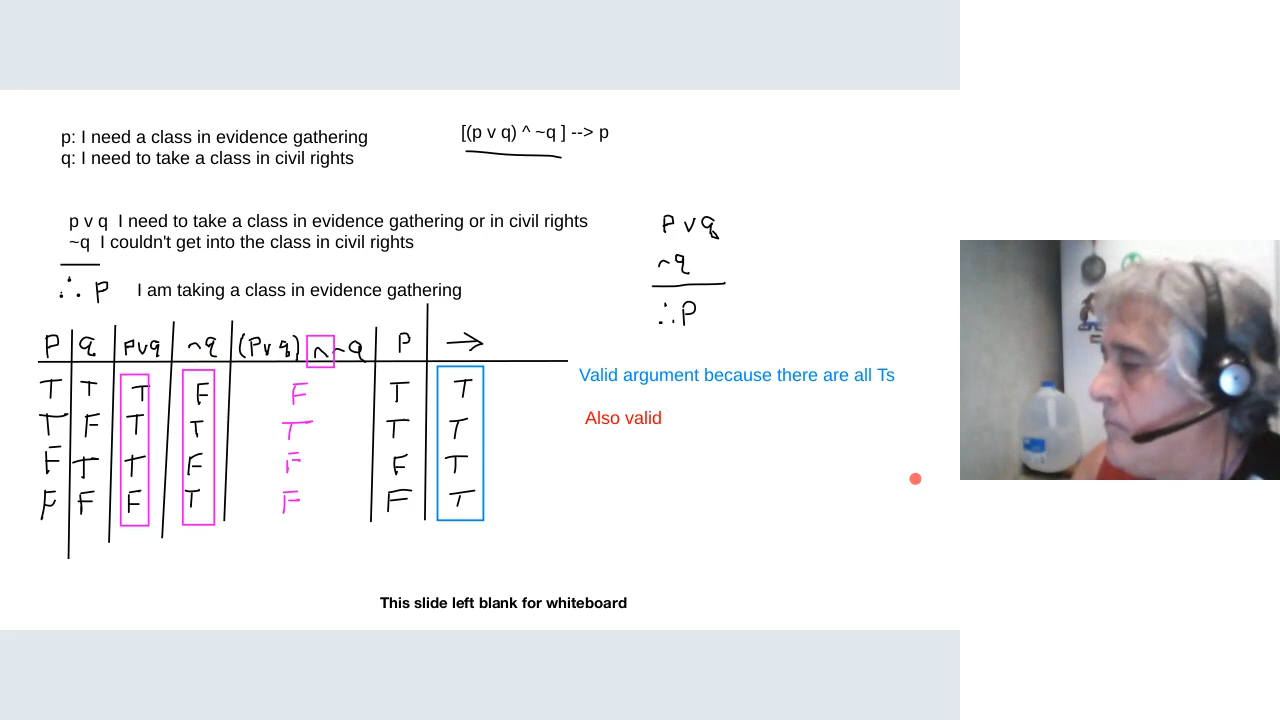 p: I need a class in evidence gathering
q: I need to take a class in civil rights
[(p v q) ^ ~q ] --> p
p v q  I need to take a class in evidence gathering or in civil rights
~q  I couldn't get into the class in civil rights
∴ P  I am taking a class in evidence gathering
P v q
~q
∴ P
P q Pvq ~q (Pvq) ^ ~q P →
T T T F F T T
T F T T T T T
F T T F F F T
F F F T F F T
Valid argument because there are all Ts
Also valid
This slide left blank for whiteboard